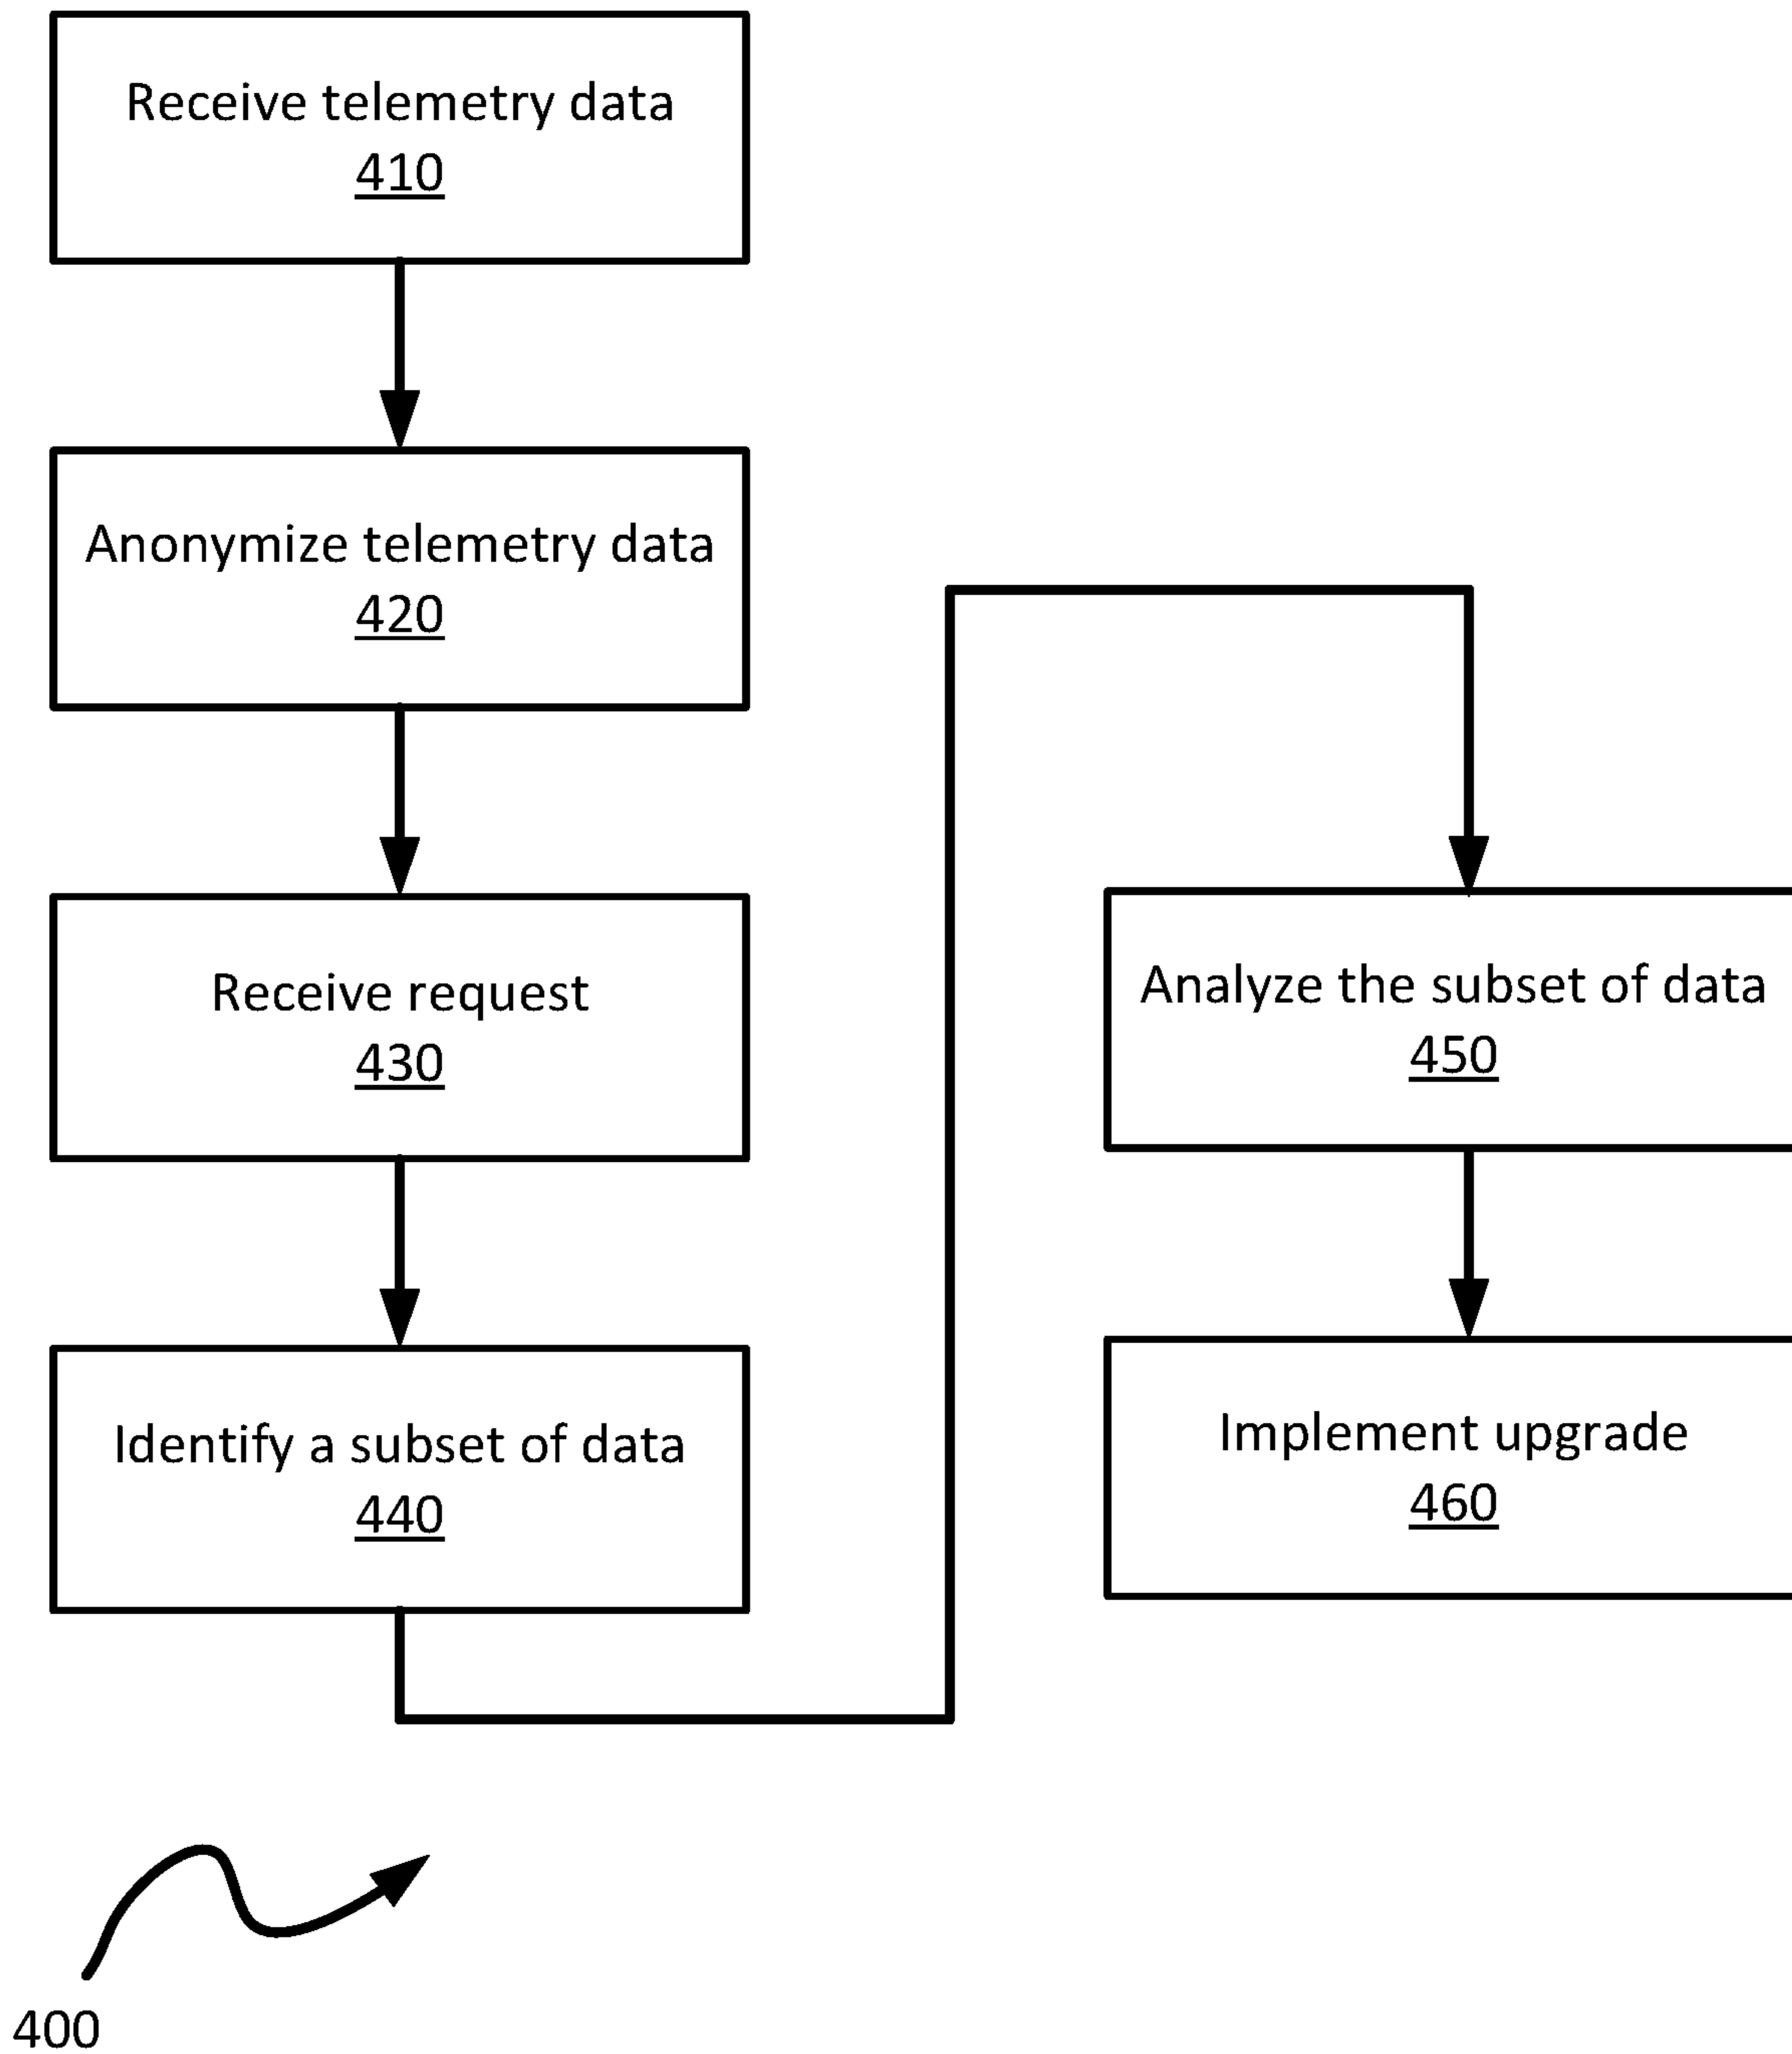 Receive telemetry data
410
Anonymize telemetry data
420
Receive request
430
Identify a subset of data
440
Analyze the subset of data
450
Implement upgrade
460
400